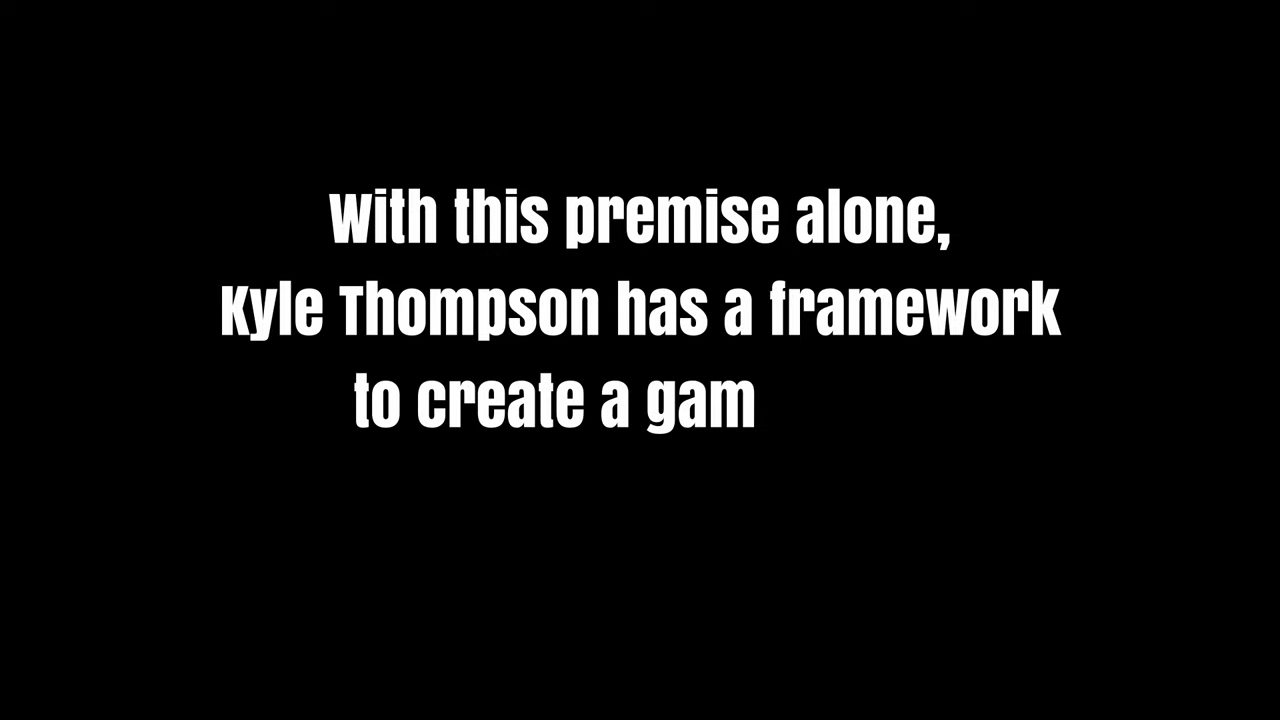 With this premise alone,
Kyle Thompson has a framework
to create a gam